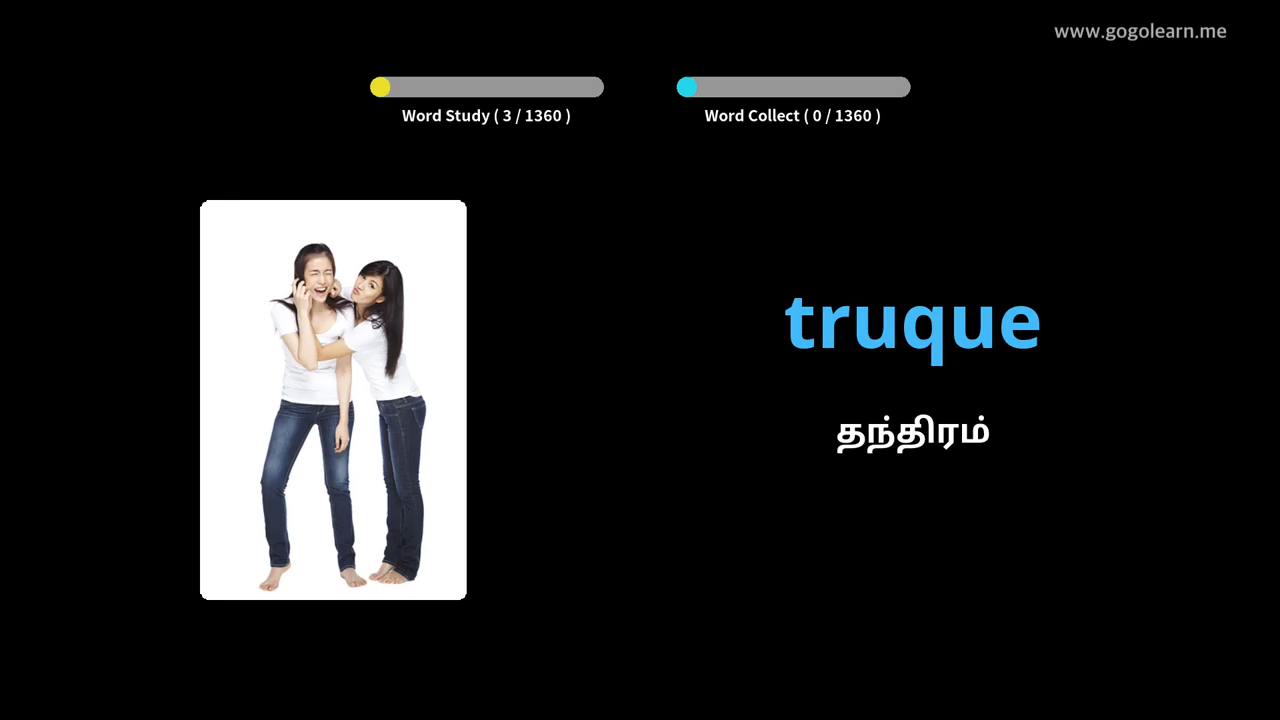 www.gogolearn.me
Word Study ( 3 / 1360 )
Word Collect ( 0 / 1360 )
truque
தந்திரம்